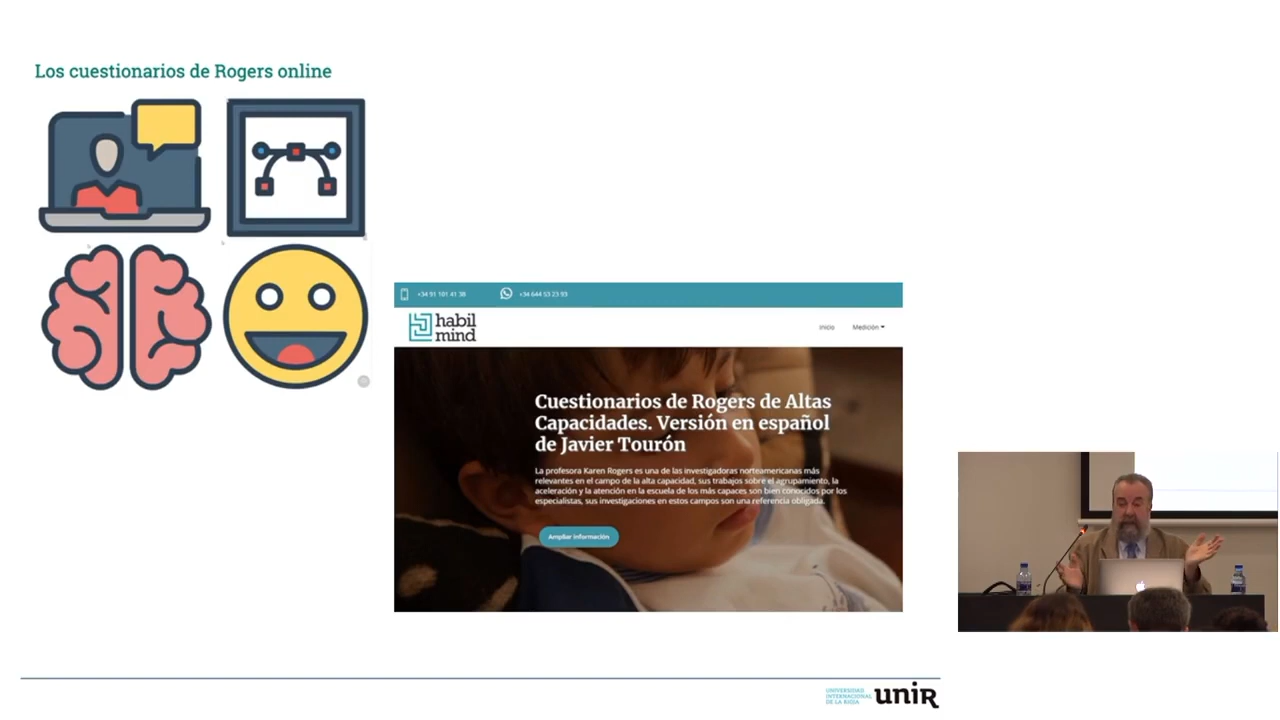 Los cuestionarios de Rogers online
+34 91 181 41 38
+34 644 53 23 93
habil
mind
Inicio
Medición
Cuestionarios de Rogers de Altas
Capacidades. Versión en español
de Javier Tourón
La profesora Karen Rogers es una de las investigadoras norteamericanas más
relevantes en el campo de la alta capacidad, sus trabajos sobre el agrupamiento, la
aceleración y la atención en la escuela de los más capaces son bien conocidos por los
especialistas, sus investigaciones en estos campos son una referencia obligada.
Ampliar información
UNIVERSIDAD
INTERNACIONAL
DE LA RIOJA
unir